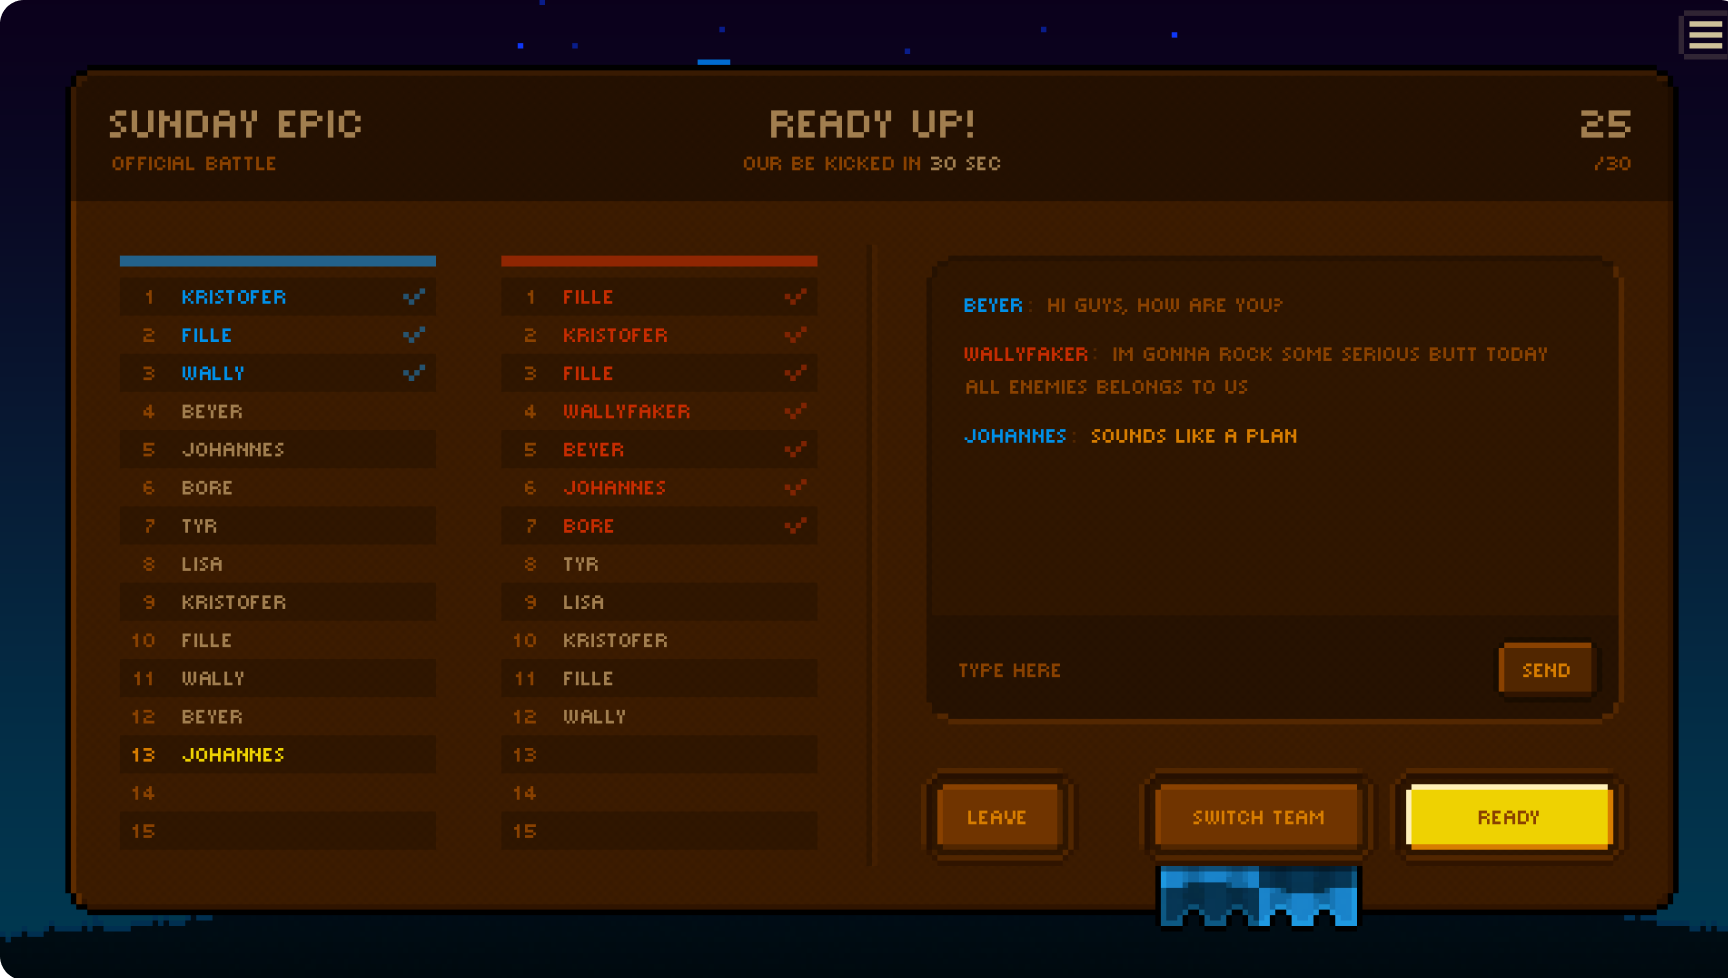 SUNDAY EPIC
OFFICIAL BATTLE
READY UP!
OUR BE KICKED IN 30 SEC
25
/30
1 KRISTOFER
2 FILLE
3 WALLY
4 BEYER
5 JOHANNES
6 BORE
7 TYR
8 LISA
9 KRISTOFER
10 FILLE
11 WALLY
12 BEYER
13 JOHANNES
14
15
1 FILLE
2 KRISTOFER
3 FILLE
4 WALLYFAKER
5 BEYER
6 JOHANNES
7 BORE
8 TYR
9 LISA
10 KRISTOFER
11 FILLE
12 WALLY
13
14
15
BEYER: HI GUYS, HOW ARE YOU?
WALLYFAKER: IM GONNA ROCK SOME SERIOUS BUTT TODAY
ALL ENEMIES BELONGS TO US
JOHANNES: SOUNDS LIKE A PLAN
TYPE HERE
SEND
LEAVE
SWITCH TEAM
READY